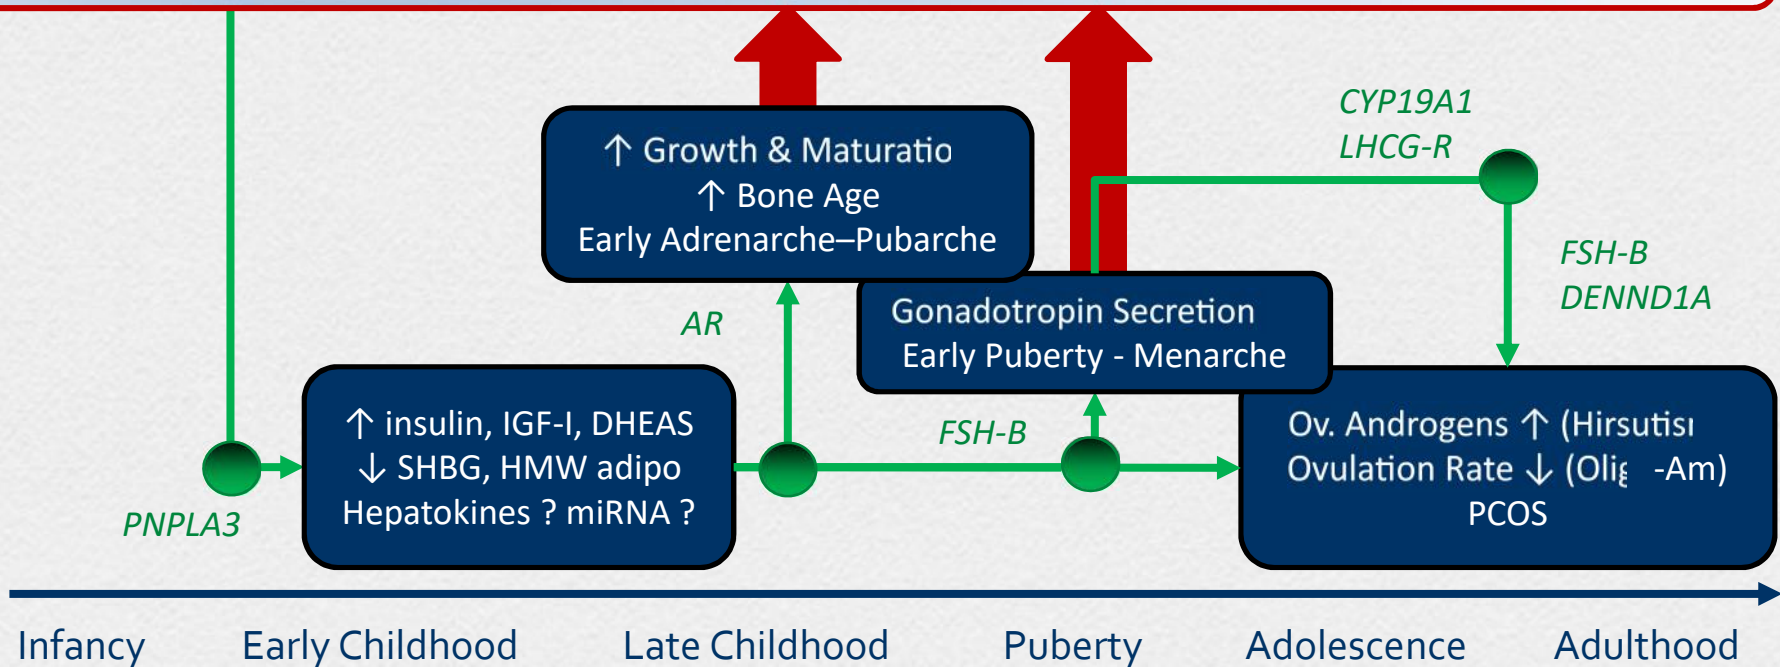 CYP19A1
LHCG-R
↑ Growth & Maturatio
↑ Bone Age
Early Adrenarche–Pubarche
FSH-B
DENND1A
AR
Gonadotropin Secretion
Early Puberty - Menarche
↑ insulin, IGF-I, DHEAS
↓ SHBG, HMW adipo
Hepatokines ? miRNA ?
FSH-B
Ov. Androgens ↑ (Hirsutis
Ovulation Rate ↓ (Olig -Am)
PCOS
PNPLA3
Infancy Early Childhood Late Childhood Puberty Adolescence Adulthood